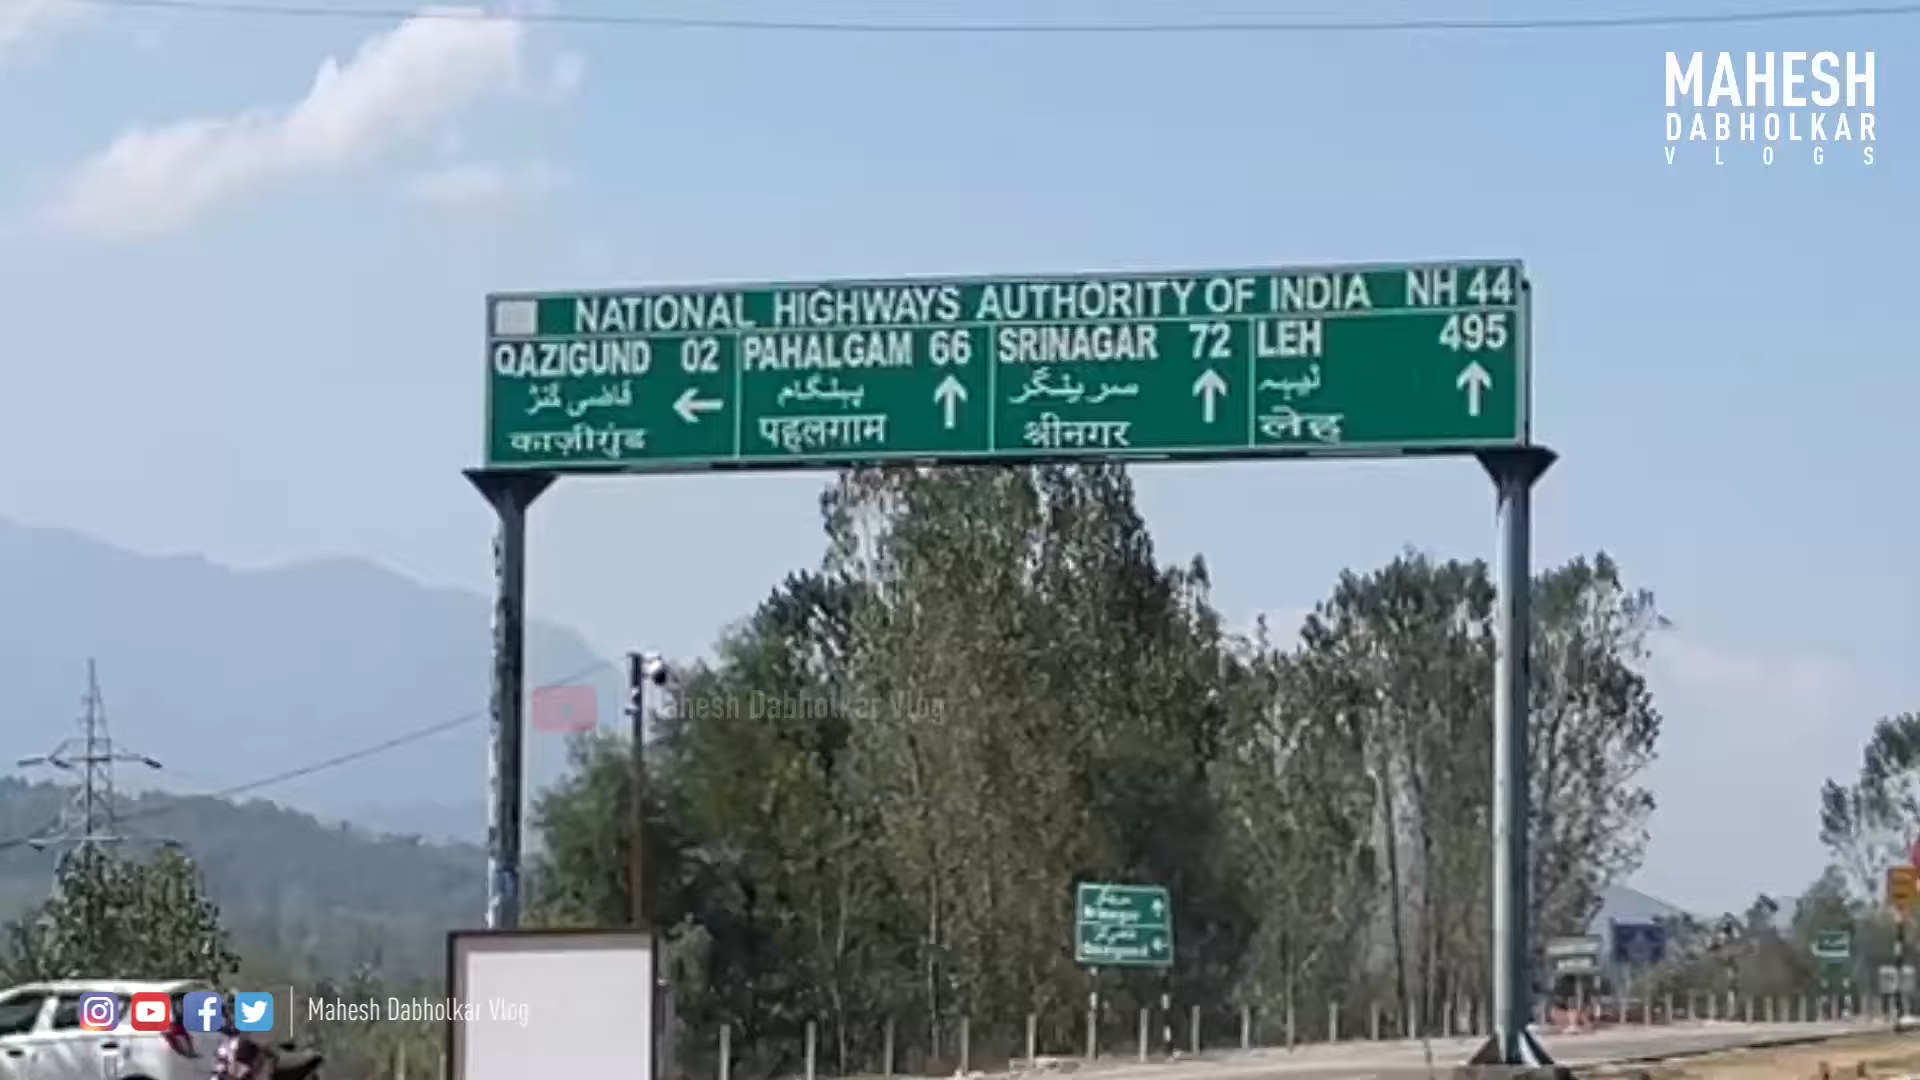 MAHESH
DABHOLKAR
VLOGS
NATIONAL HIGHWAYS AUTHORITY OF INDIA NH 44
QAZIGUND 02
قاضی گنڈ
काज़ीगुंड
PAHALGAM 66
پہلگام
पहलगाम
SRINAGAR 72
سرینگر
श्रीनगर
LEH 495
لیہہ
लेह
Mahesh Dabholkar Vlog
Srinagar
Mahesh Dabholkar Vlog